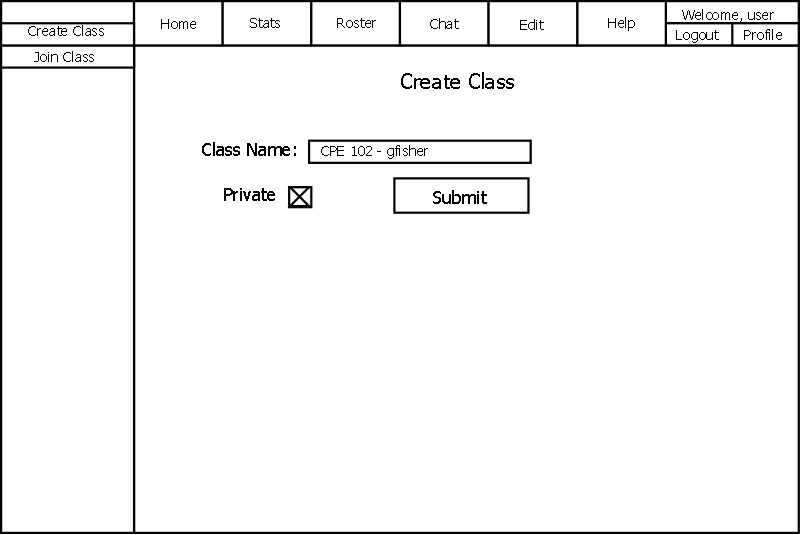 Create Class
Join Class
Home
Stats
Roster
Chat
Edit
Help
Welcome, user
Logout
Profile
Create Class
Class Name: CPE 102 - gfisher
Private
Submit